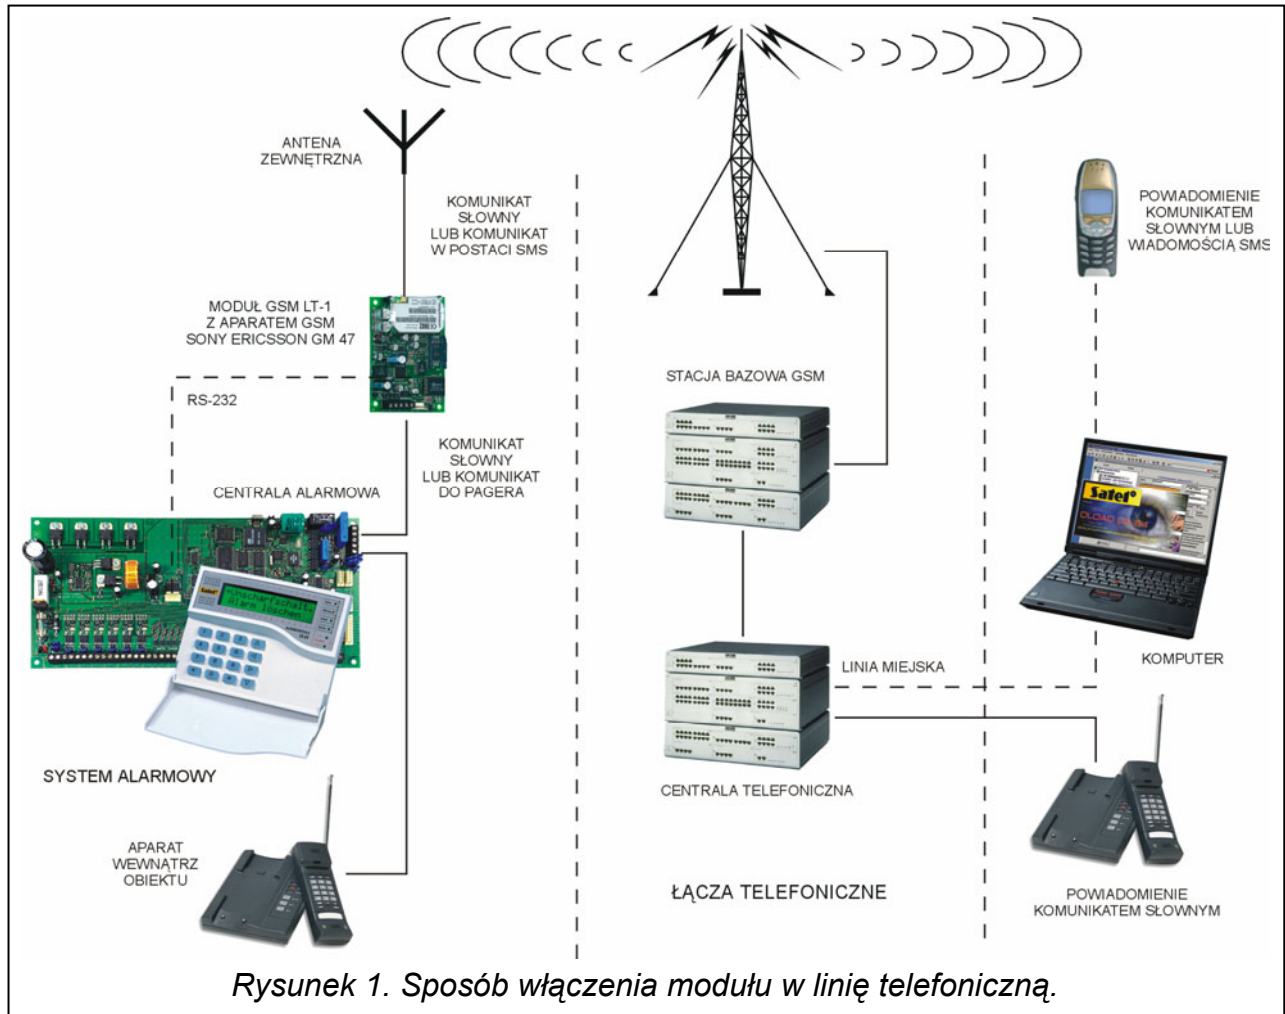 ANTENA
ZEWNĘTRZNA
KOMUNIKAT
SŁOWNY
LUB KOMUNIKAT
W POSTACI SMS
MODUŁ GSM LT-1
Z APARATEM GSM
SONY ERICSSON GM 47
RS-232
KOMUNIKAT
SŁOWNY
LUB KOMUNIKAT
DO PAGERA
CENTRALA ALARMOWA
Satel
Alarm löschen
SYSTEM ALARMOWY
APARAT
WEWNĄTRZ
OBIEKTU
STACJA BAZOWA GSM
LINIA MIEJSKA
CENTRALA TELEFONICZNA
ŁĄCZA TELEFONICZNE
POWIADOMIENIE
KOMUNIKATEM
SŁOWNYM LUB
WIADOMOŚCIĄ SMS
Satel®
KOMPUTER
POWIADOMIENIE
KOMUNIKATEM SŁOWNYM
Rysunek 1. Sposób włączenia modułu w linię telefoniczną.